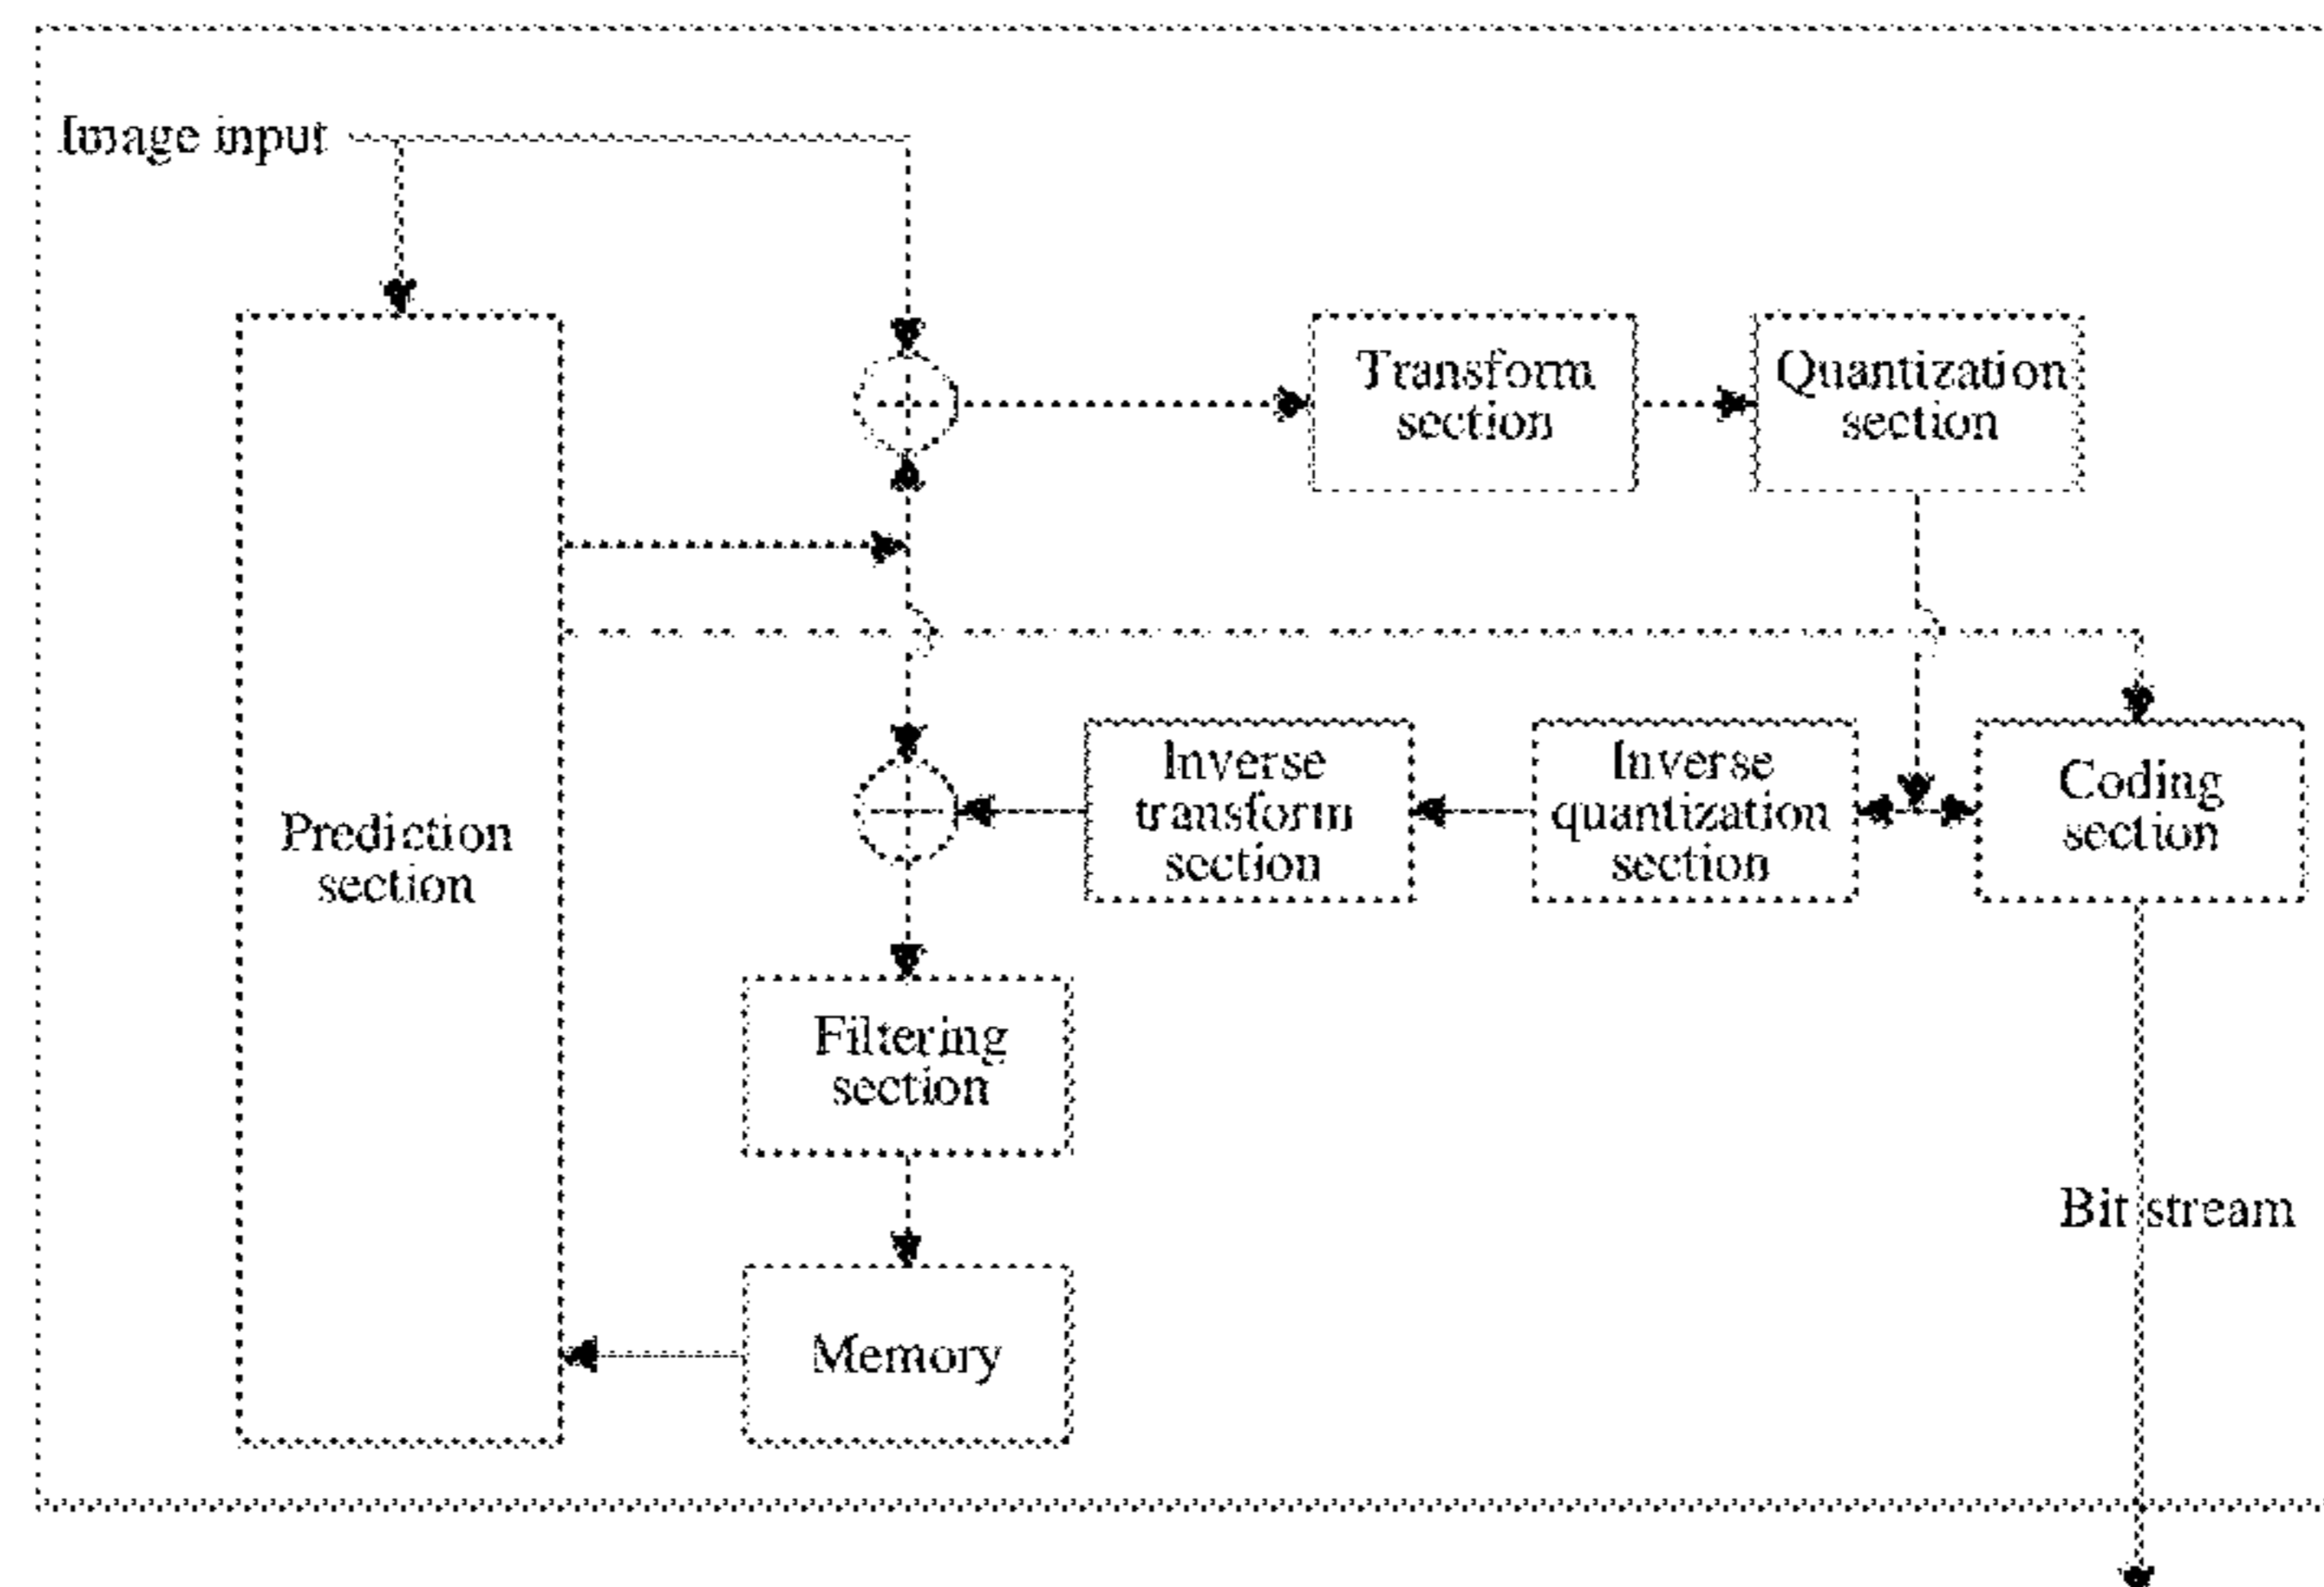 Image input
Transform
section
Quantization
section
Prediction
section
Inverse
transform
section
Inverse
quantization
section
Coding
section
Filtering
section
Bit stream
Memory